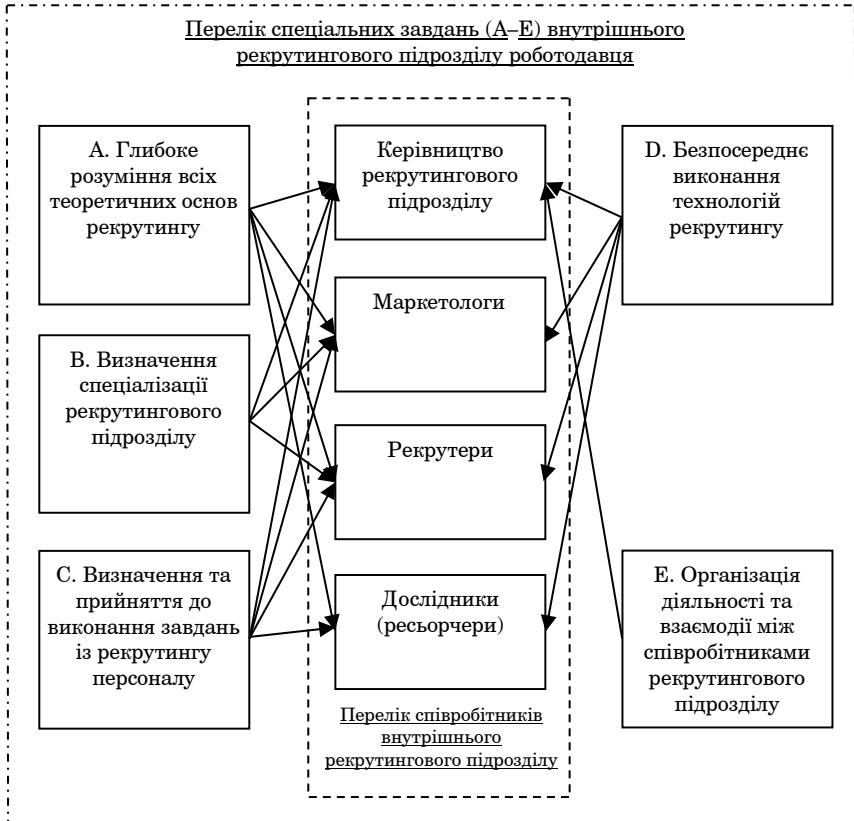 Перелік спеціальних завдань (А–Е) внутрішнього
рекрутингового підрозділу роботодавця
А. Глибоке
розуміння всіх
теоретичних основ
рекрутингу
В. Визначення
спеціалізації
рекрутингового
підрозділу
С. Визначення та
прийняття до
виконання завдань
із рекрутингу
персоналу
Керівництво
рекрутингового
підрозділу
Маркетологи
Рекрутери
Дослідники
(ресьорчери)
Перелік співробітників
внутрішнього
рекрутингового підрозділу
D. Безпосереднє
виконання
технологій
рекрутингу
Е. Організація
діяльності та
взаємодії між
співробітниками
рекрутингового
підрозділу